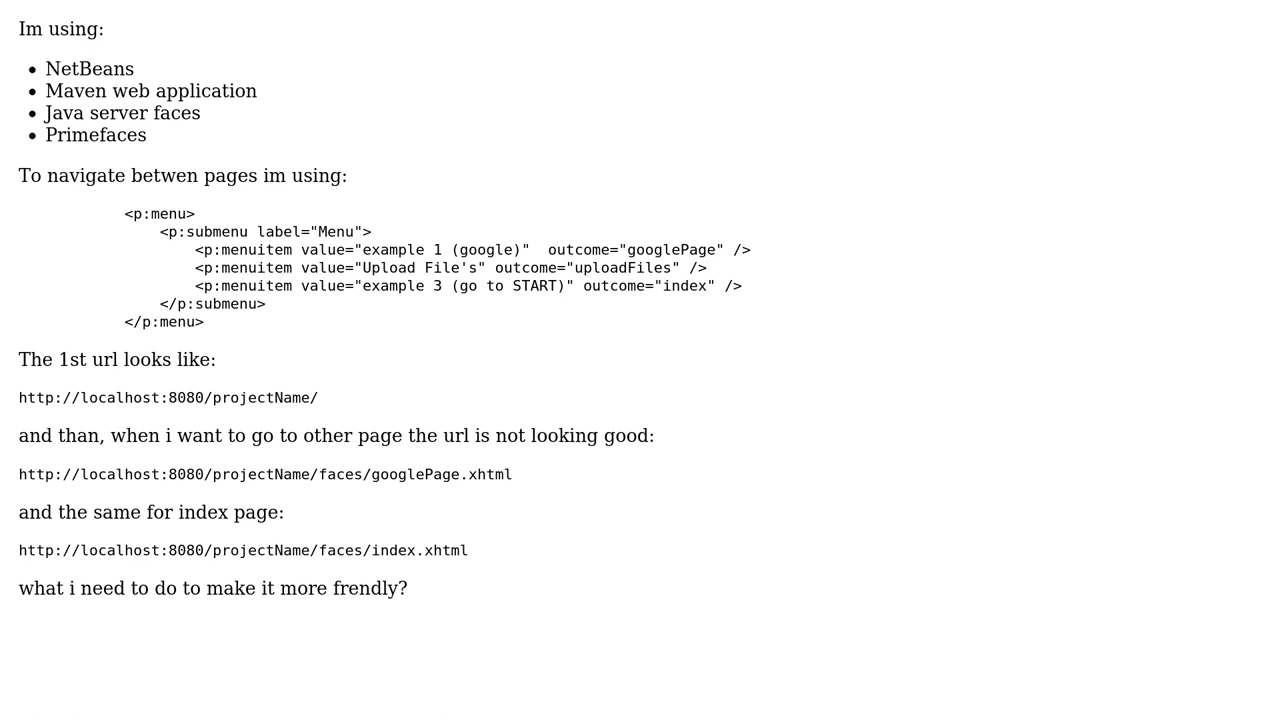 Im using:
• NetBeans
• Maven web application
• Java server faces
• Primefaces
To navigate betwen pages im using:
<p:menu>
<p:submenu label="Menu">
<p:menuitem value="example 1 (google)"  outcome="googlePage" />
<p:menuitem value="Upload File's" outcome="uploadFiles" />
<p:menuitem value="example 3 (go to START)" outcome="index" />
</p:submenu>
</p:menu>
The 1st url looks like:
http://localhost:8080/projectName/
and than, when i want to go to other page the url is not looking good:
http://localhost:8080/projectName/faces/googlePage.xhtml
and the same for index page:
http://localhost:8080/projectName/faces/index.xhtml
what i need to do to make it more frendly?